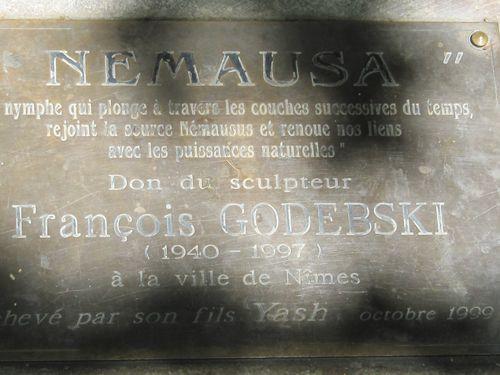 " NEMAUSA "
nymphe qui plonge à travers les couches successives du temps,
rejoint la source Némausus et renoue nos liens
avec les puissances naturelles"
Don du sculpteur
François GODEBSKI
( 1940 - 1997 )
à la ville de Nîmes
hevé par son fils Yash, octobre 1999